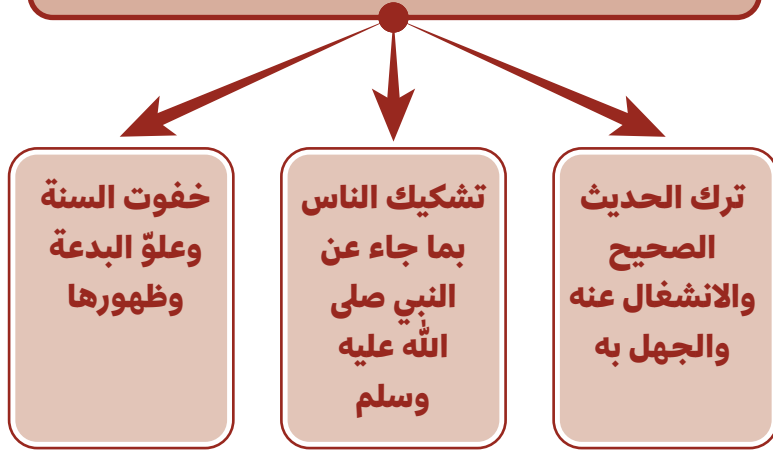 ترك الحديث
الصحيح
والانشغال عنه
والجهل به
تشكيك الناس
بما جاء عن
النبي صلى
الله عليه
وسلم
خفوت السنة
وعلوّ البدعة
وظهورها